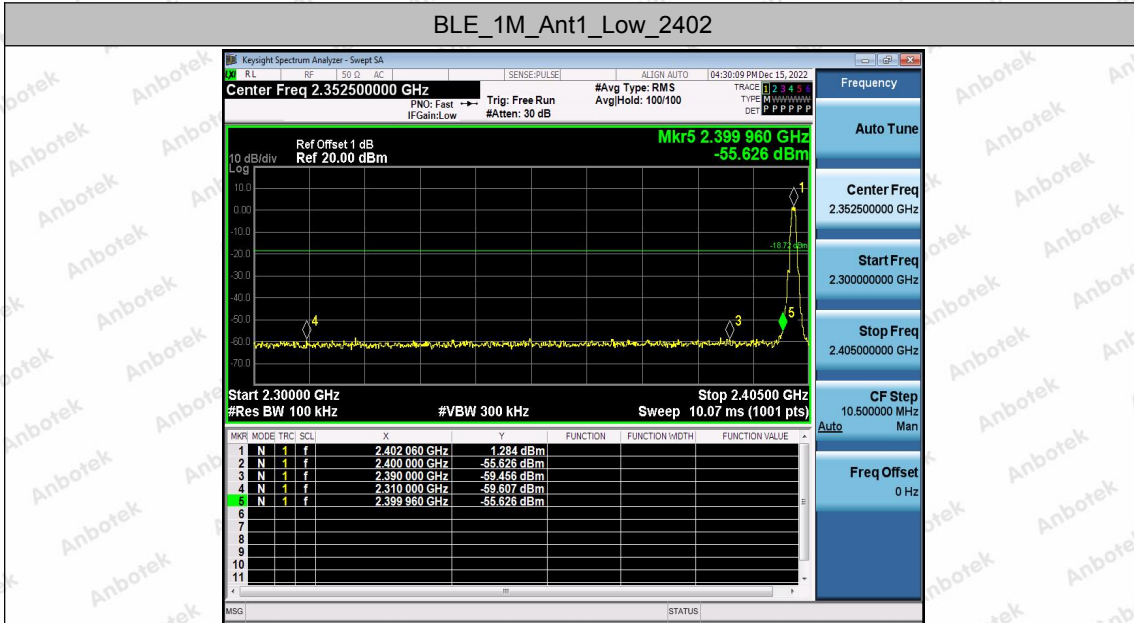 BLE_1M_Ant1_Low_2402
Keysight Spectrum Analyzer - Swept SA
RL RF 50 Ω AC SENSE:PULSE ALIGN AUTO 04:30:09 PM Dec 15, 2022
Center Freq 2.352500000 GHz
PNO: Fast
IFGain:Low
Trig: Free Run
#Atten: 30 dB
#Avg Type: RMS
Avg|Hold: 100/100
TRACE 1 2 3 4 5 6
TYPE M W W W W W
DET P P P P P P
Mkr5 2.399 960 GHz
-55.626 dBm
Ref Offset 1 dB
10 dB/div Ref 20.00 dBm
Log
10.0
0.00
-10.0
-20.0
-30.0
-40.0
-50.0
-60.0
-70.0
1
-18.72 dBm
4
3
5
Start 2.30000 GHz Stop 2.40500 GHz
#Res BW 100 kHz #VBW 300 kHz Sweep 10.07 ms (1001 pts)
MKR MODE TRC SCL X Y FUNCTION FUNCTION WIDTH FUNCTION VALUE
1 N 1 f 2.402 060 GHz 1.284 dBm
2 N 1 f 2.400 000 GHz -55.626 dBm
3 N 1 f 2.390 000 GHz -59.456 dBm
4 N 1 f 2.310 000 GHz -59.607 dBm
5 N 1 f 2.399 960 GHz -55.626 dBm
6
7
8
9
10
11
MSG STATUS
Frequency
Auto Tune
Center Freq
2.352500000 GHz
Start Freq
2.300000000 GHz
Stop Freq
2.405000000 GHz
CF Step
10.500000 MHz
Auto Man
Freq Offset
0 Hz
Anbotek